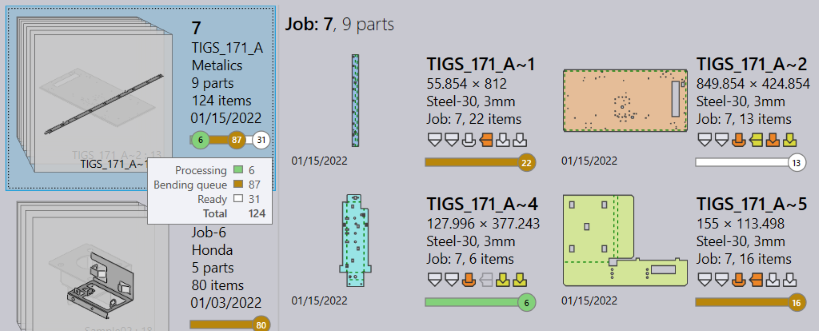 7
TIGS_171_A
Metalics
9 parts
124 items
01/15/2022
6 87 31
TIGS_171_A~
Processing 6
Bending queue 87
Ready 31
Total 124
Job-6
Honda
5 parts
80 items
01/03/2022
80
Job: 7, 9 parts
TIGS_171_A~1
55.854 × 812
Steel-30, 3mm
Job: 7, 22 items
01/15/2022
22
TIGS_171_A~2
849.854 × 424.854
Steel-30, 3mm
Job: 7, 13 items
01/15/2022
13
TIGS_171_A~4
127.996 × 377.243
Steel-30, 3mm
Job: 7, 6 items
01/15/2022
6
TIGS_171_A~5
155 × 113.498
Steel-30, 3mm
Job: 7, 16 items
01/15/2022
16